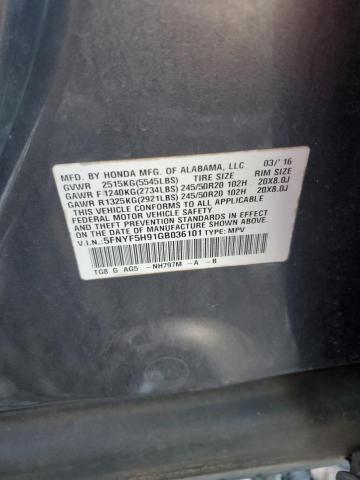 MFD. BY HONDA MFG. OF ALABAMA, LLC 03/'16
GVWR 2515KG(5545LBS) TIRE SIZE RIM SIZE
GAWR F1240KG(2734LBS) 245/50R20 102H 20X8.0J
GAWR R1325KG(2921LBS) 245/50R20 102H 20X8.0J
THIS VEHICLE CONFORMS TO ALL APPLICABLE
FEDERAL MOTOR VEHICLE SAFETY STANDARDS IN EFFECT
ON THE DATE OF MANUFACTURE SHOWN ABOVE.
V.I.N.: 5FNYF5H91GB036101 TYPE: MPV
TG8 G AG5 -NH797M -A -B